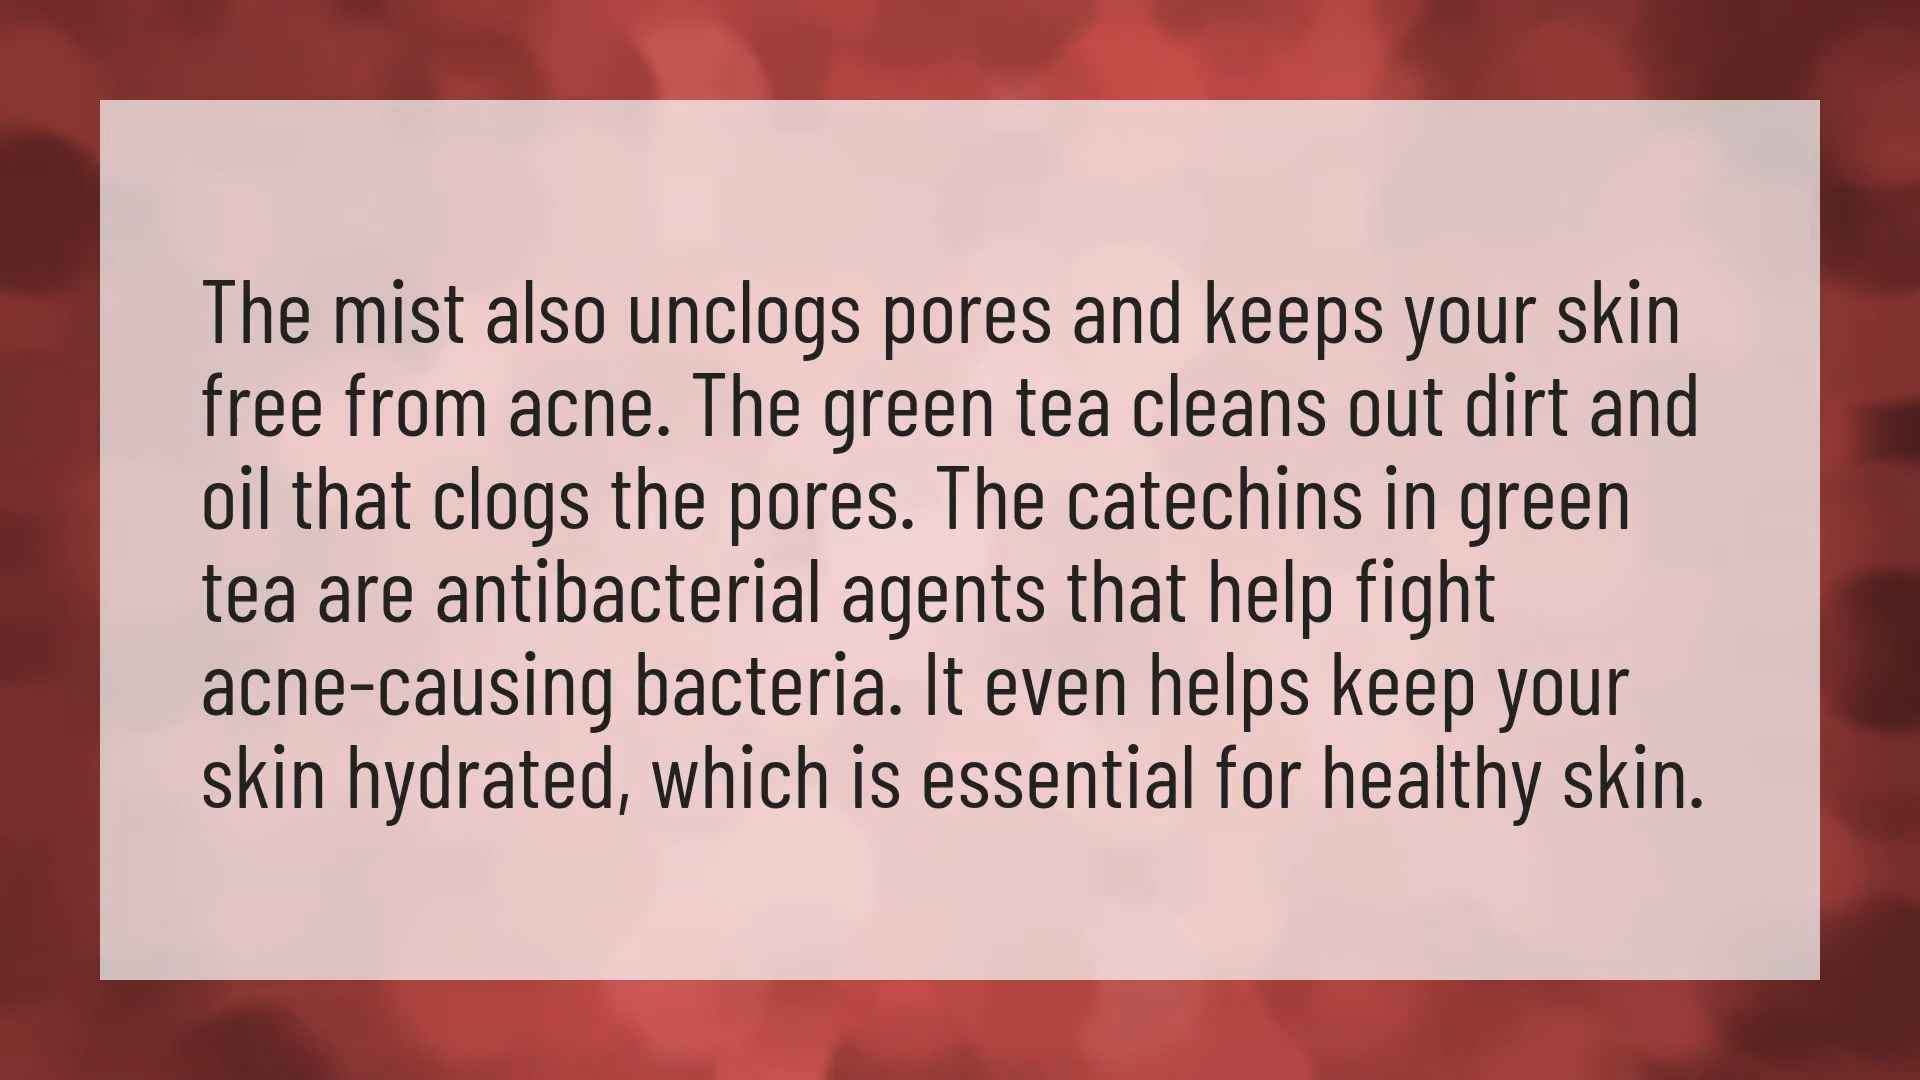 The mist also unclogs pores and keeps your skin
free from acne. The green tea cleans out dirt and
oil that clogs the pores. The catechins in green
tea are antibacterial agents that help fight
acne-causing bacteria. It even helps keep your
skin hydrated, which is essential for healthy skin.